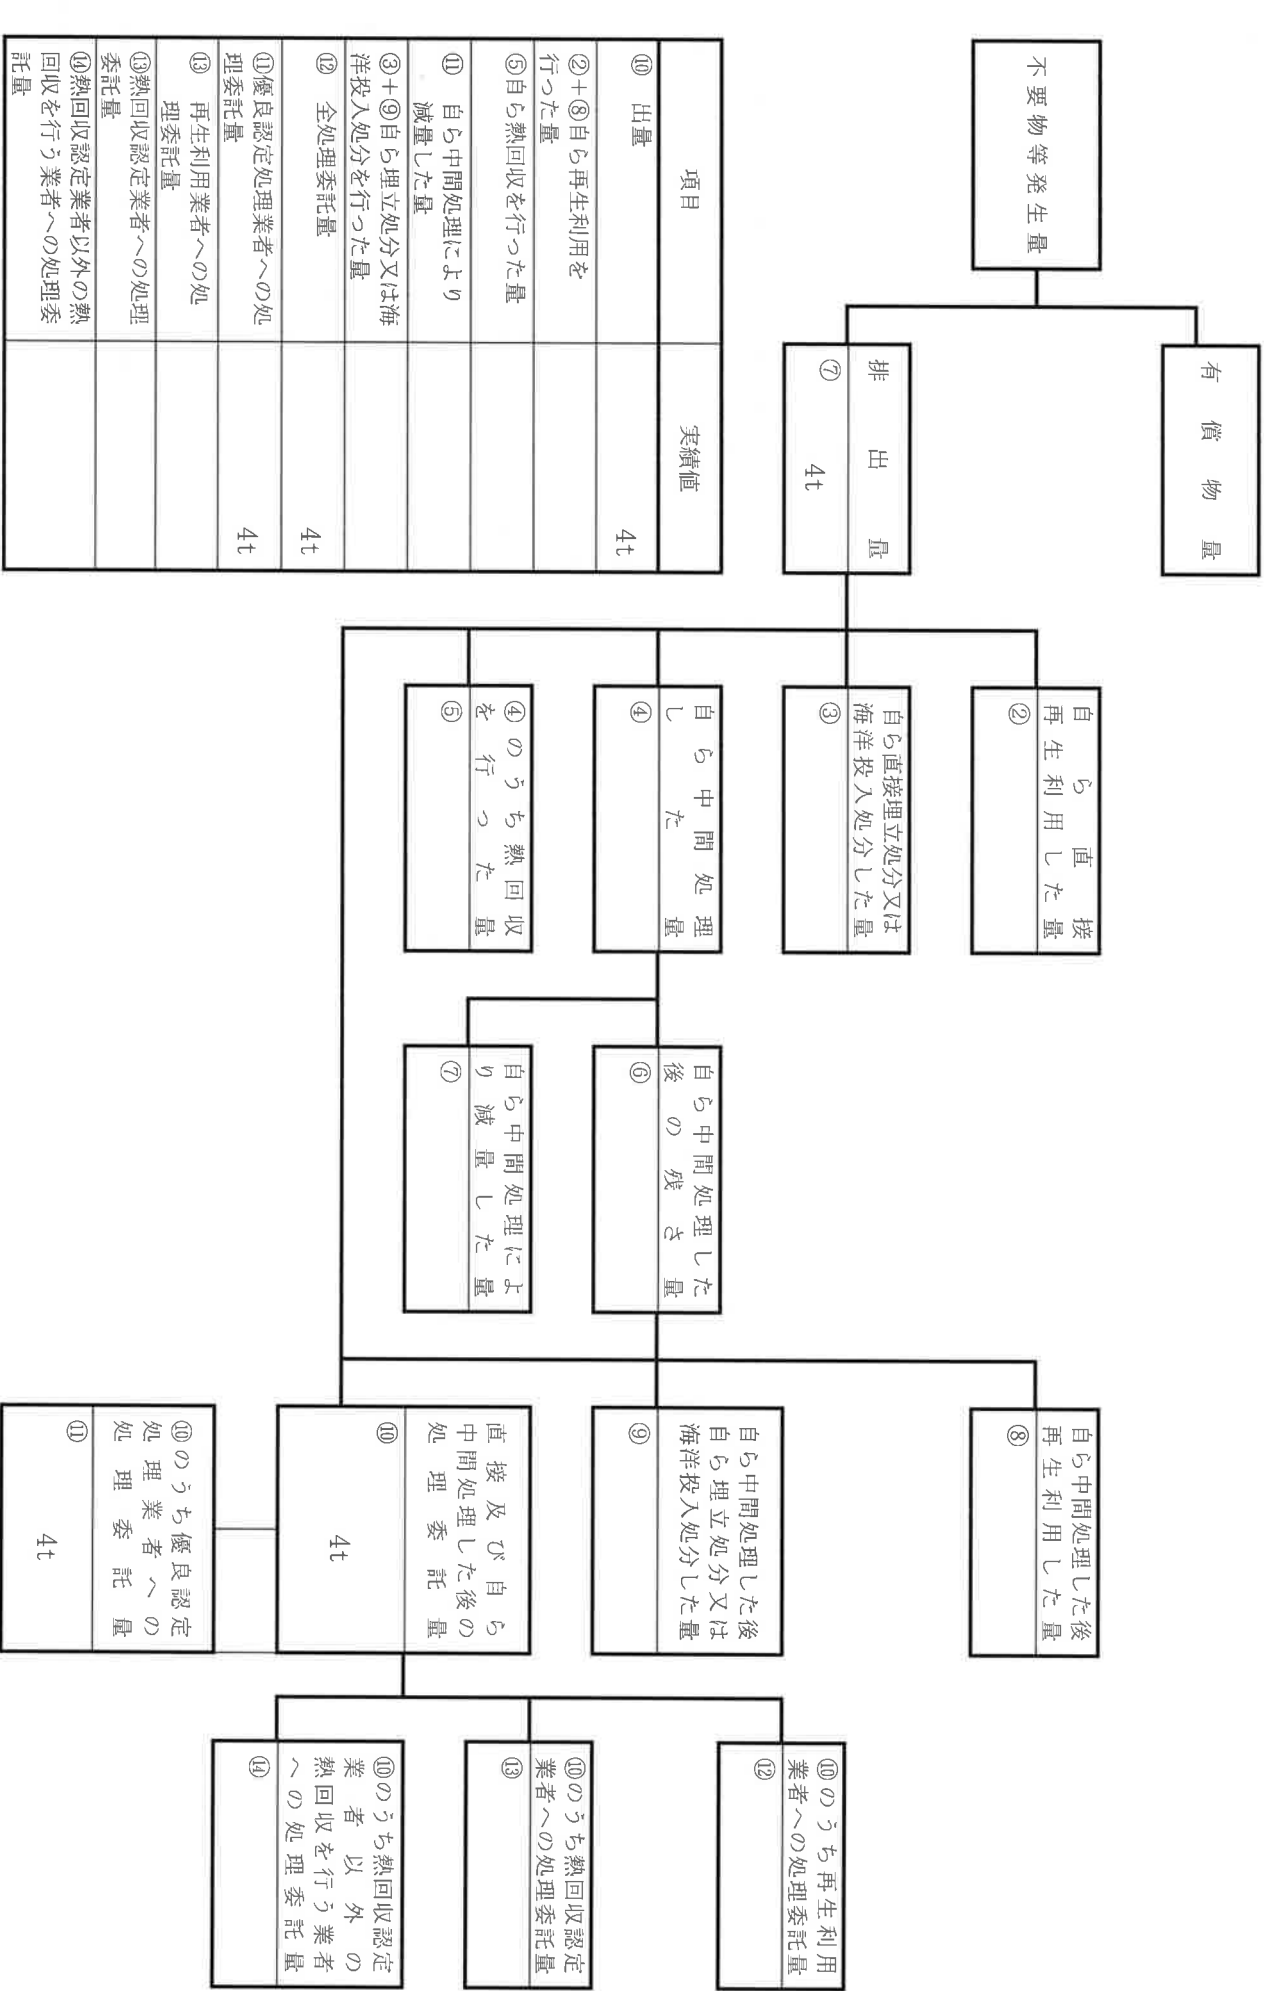 有償物量
不要物等発生量
排出量
⑦
4t
自ら直接
再生利用した量
②
自ら直接埋立処分又は
海洋投入処分した量
③
自ら中間処理
した量
④
④のうち熱回収
を行った量
⑤
自ら中間処理した
後の残さ量
⑥
自ら中間処理によ
り減量した量
⑦
自ら中間処理した後
再生利用した量
⑧
自ら中間処理した後
自ら埋立処分又は
海洋投入処分した量
⑨
直接及び自ら
中間処理した後の
処理委託量
⑩
4t
⑩のうち優良認定
処理業者への
処理委託量
⑪
4t
⑩のうち再生利用
業者への処理委託量
⑫
⑩のうち熱回収認定
業者への処理委託量
⑬
⑩のうち熱回収認定
業者以外の
熱回収を行う業者
への処理委託量
⑭
項目 実績値
⑩ 出量 4t
②+⑧自ら再生利用を
行った量
⑤自ら熱回収を行った量
⑪ 自ら中間処理により
減量した量
③+⑨自ら埋立処分又は海
洋投入処分を行った量
⑫ 全処理委託量 4t
⑪優良認定処理業者への処
理委託量 4t
⑬ 再生利用業者への処
理委託量
⑬熱回収認定業者への処理
委託量
⑭熱回収認定業者以外の熱
回収を行う業者への処理委
託量